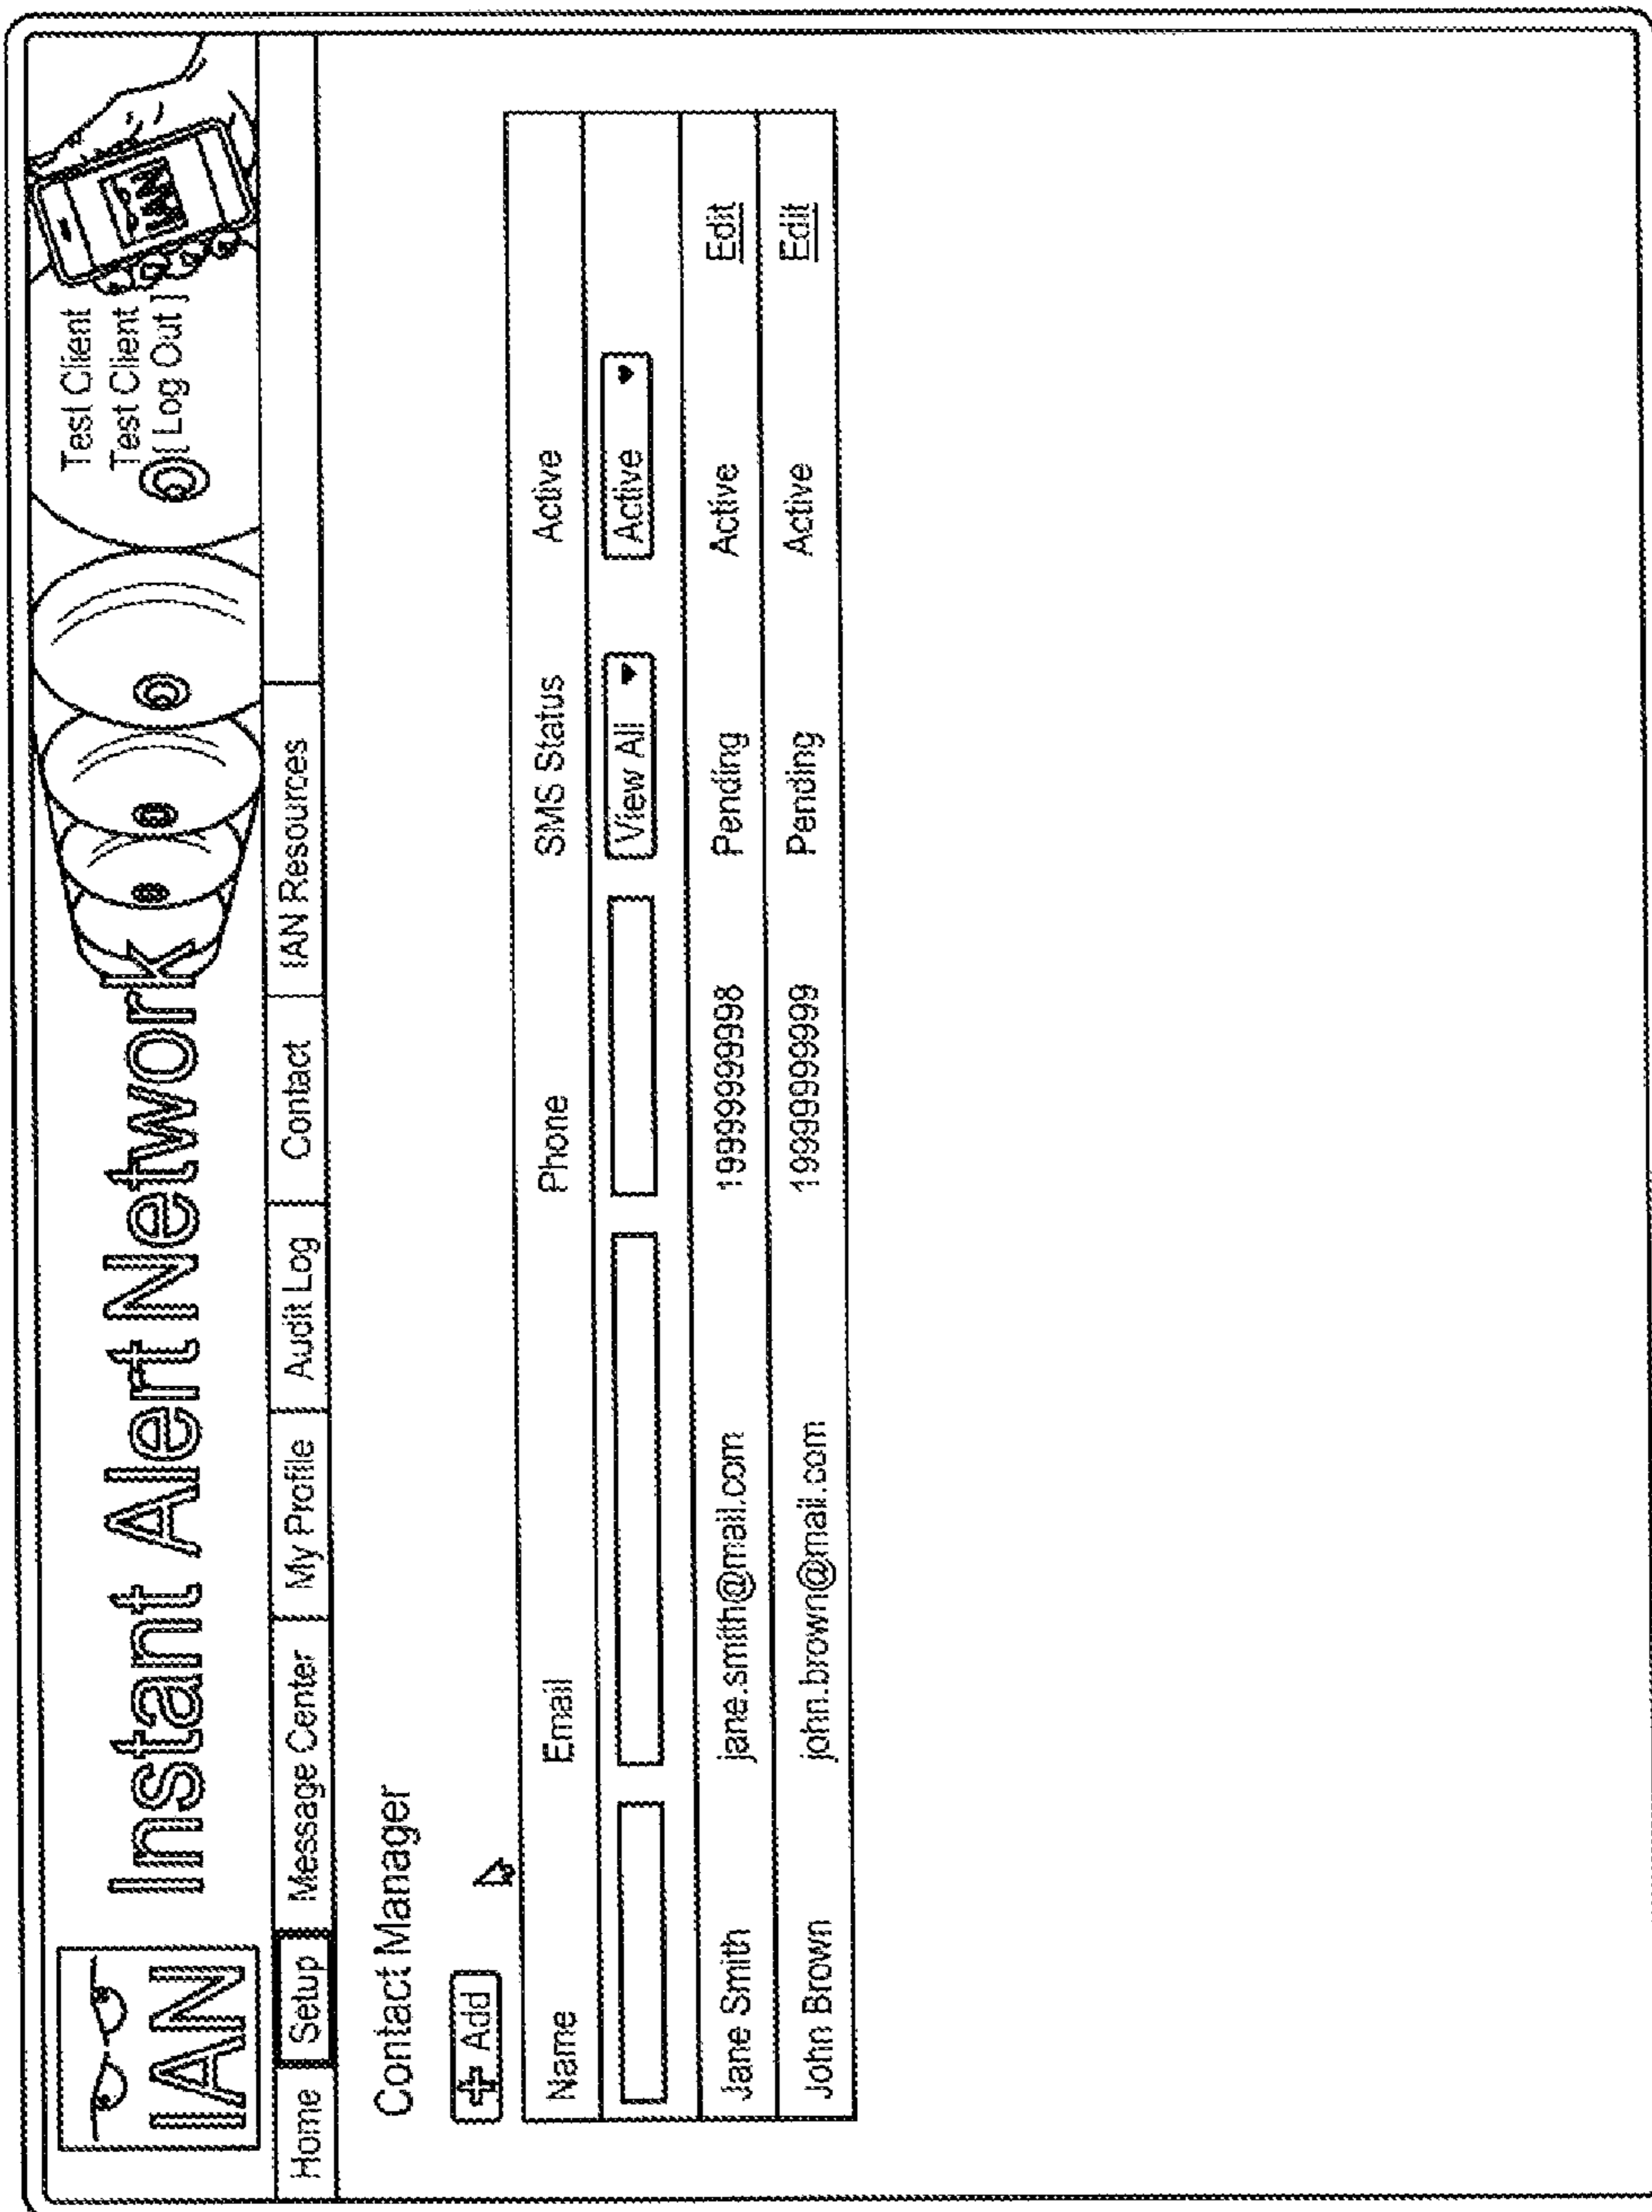 IAN Instant Alert Network
Test Client
Test Client
[ Log Out ]
IAN
Home Setup Message Center My Profile Audit Log Contact IAN Resources
Contact Manager
Add
Name Email Phone SMS Status Active
View All Active
Jane Smith jane.smith@mail.com 19999999998 Pending Active Edit
John Brown john.brown@mail.com 19999999999 Pending Active Edit